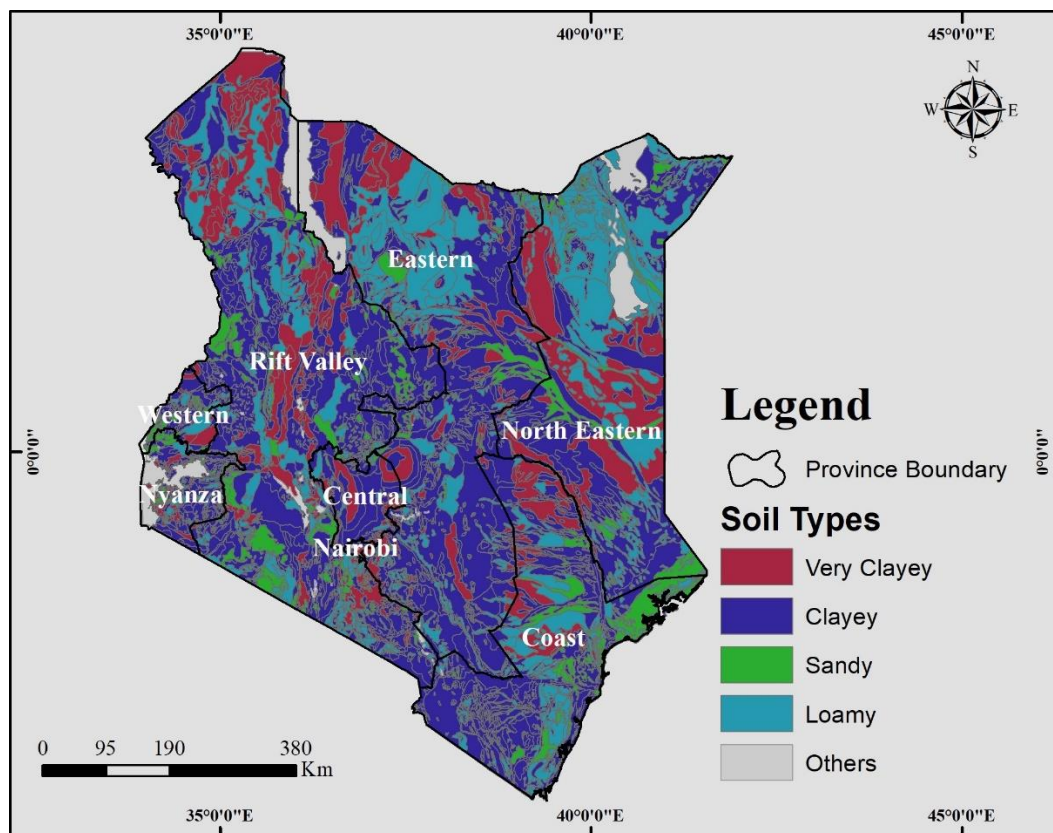 35°0'0"E
40°0'0"E
45°0'0"E
N
W
E
S
Eastern
Rift Valley
Western
North Eastern
Nyanza
Central
Nairobi
Coast
0°0'0"
0°0'0"
Legend
Province Boundary
Soil Types
Very Clayey
Clayey
Sandy
Loamy
Others
0 95 190 380
Km
35°0'0"E
40°0'0"E
45°0'0"E